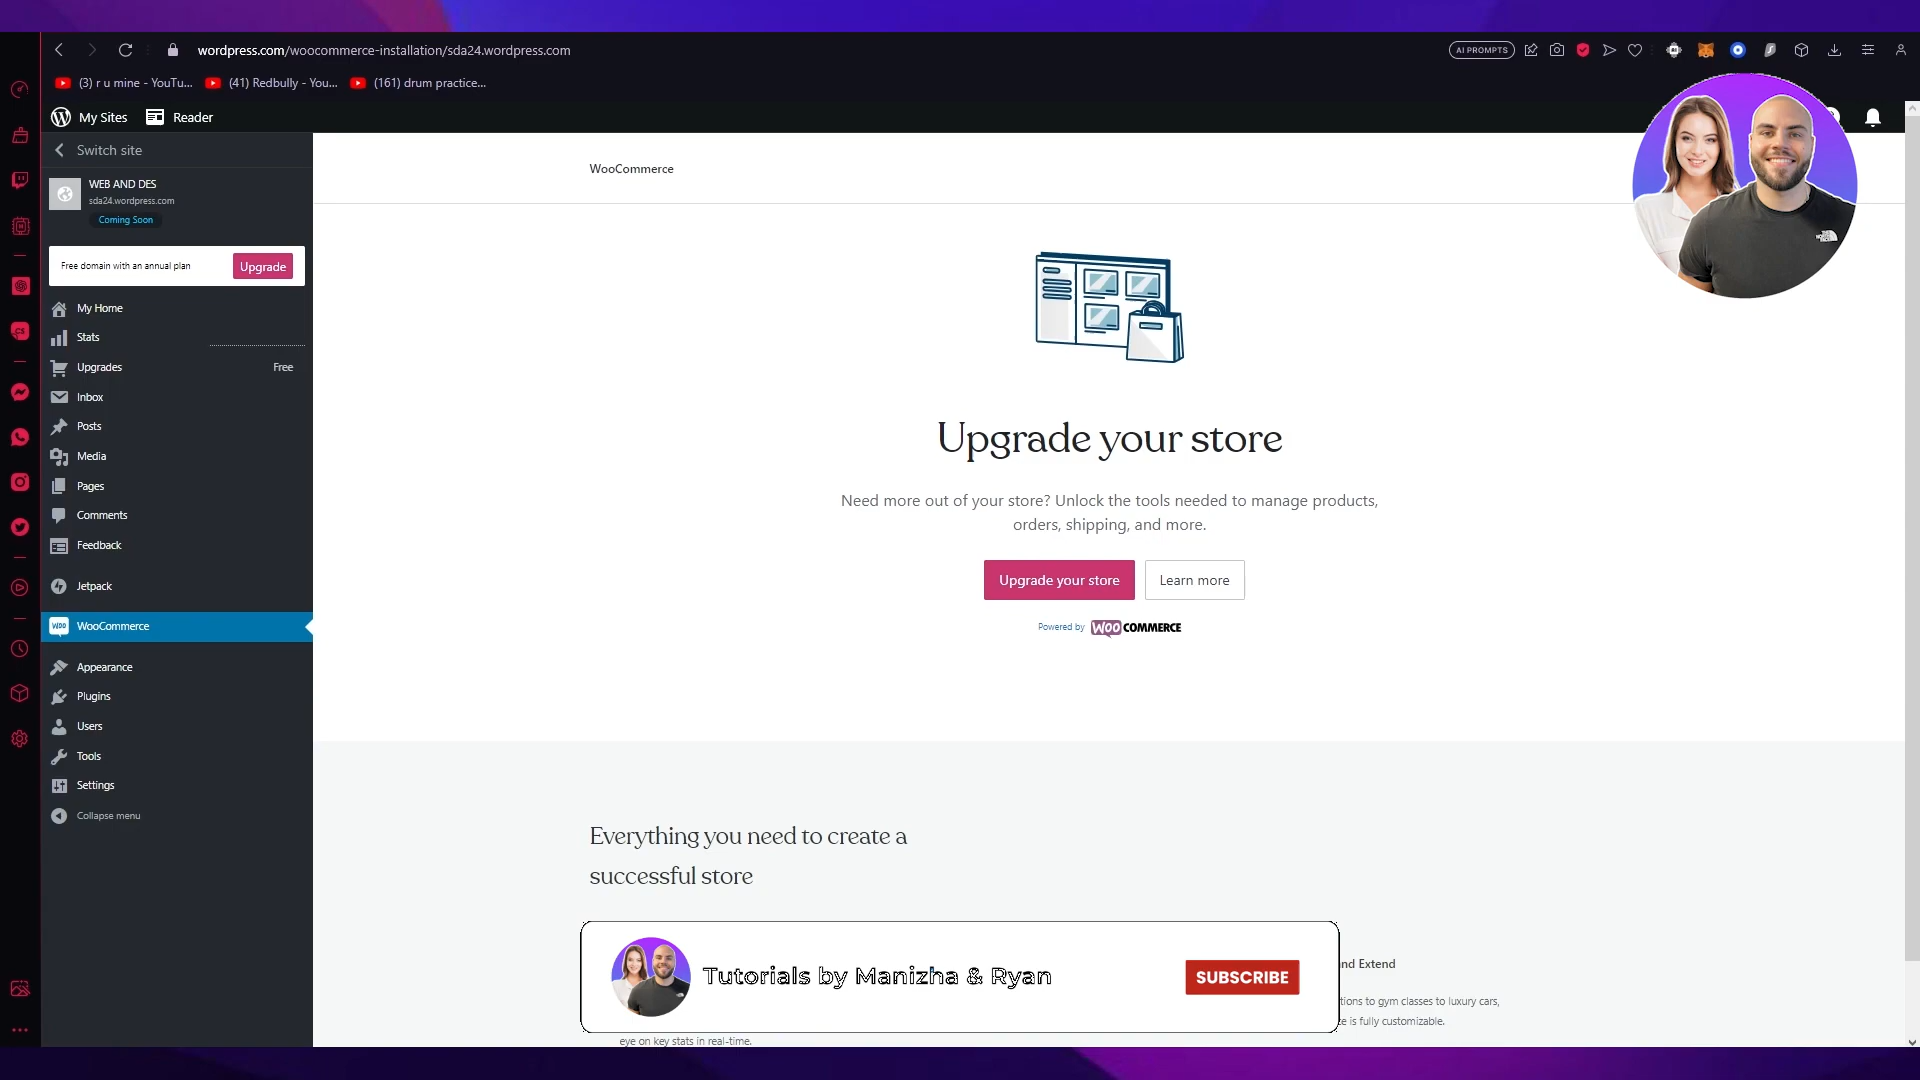 wordpress.com/woocommerce-installation/sda24.wordpress.com
AI PROMPTS
(3) r u mine - YouTu...
(41) Redbully - You...
(161) drum practice...
My Sites
Reader
Switch site
WEB AND DES
sda24.wordpress.com
Coming Soon
Free domain with an annual plan
Upgrade
My Home
Stats
Upgrades
Free
Inbox
Posts
Media
Pages
Comments
Feedback
Jetpack
WOO
WooCommerce
Appearance
Plugins
Users
Tools
Settings
Collapse menu
WooCommerce
Upgrade your store
Need more out of your store? Unlock the tools needed to manage products,
orders, shipping, and more.
Upgrade your store
Learn more
Powered by WOO COMMERCE
Everything you need to create a
successful store
Tutorials by Manizha & Ryan
SUBSCRIBE
nd Extend
tions to gym classes to luxury cars,
e is fully customizable.
eye on key stats in real-time.